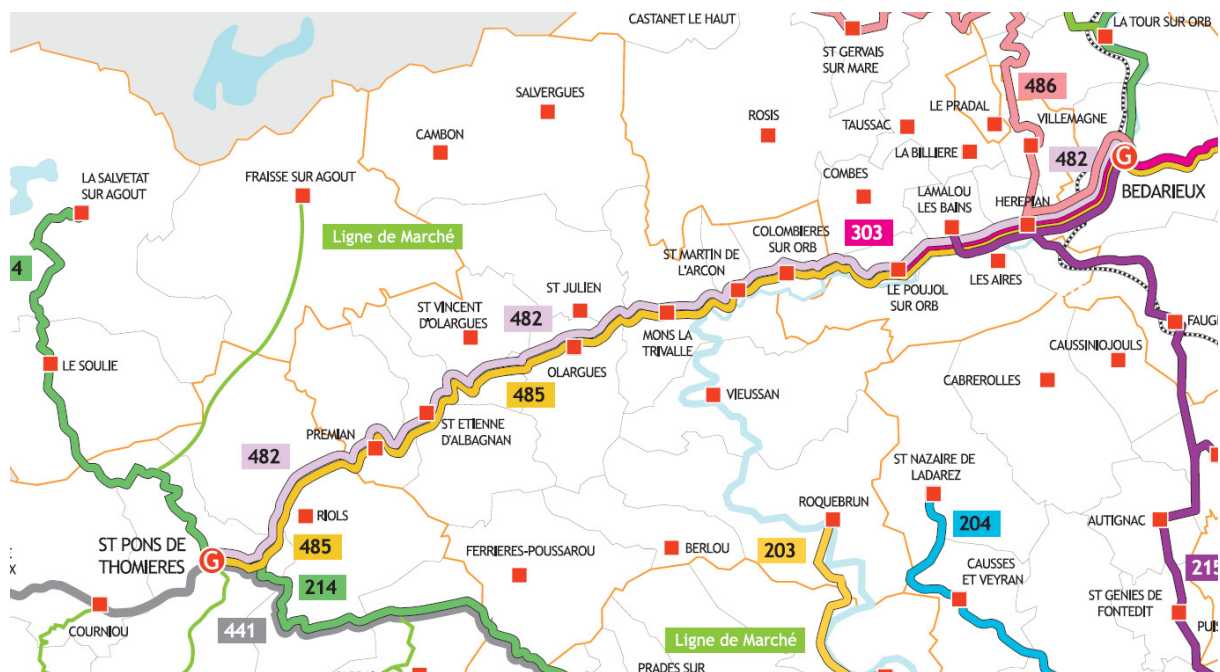 CASTANET LE HAUT
LA TOUR SUR ORB
ST GERVAIS
SUR MARE
486
SALVERGUES
LE PRADAL
ROSIS
TAUSSAC
VILLEMAGNE
CAMBON
LA BILLIERE
482
G
LA SALVETAT
SUR AGOUT
FRAISSE SUR AGOUT
COMBES
LAMALOU
LES BAINS
HEREPIAN
BEDARIEUX
Ligne de Marché
303
COLOMBIERES
SUR ORB
ST MARTIN DE
L'ARCON
4
LES AIRES
LE POUJOL
SUR ORB
ST JULIEN
ST VINCENT
D'OLARGUES
482
MONS LA
TRIVALLE
FAUG
CAUSSINIOJOULS
LE SOULIE
OLARGUES
CABREROLLES
485
VIEUSSAN
ST ETIENNE
D'ALBAGNAN
PREMIAN
482
ST NAZAIRE DE
LADAREZ
ROQUEBRUN
RIOLS
AUTIGNAC
204
ST PONS DE
THOMIERES
G
485
FERRIERES-POUSSAROU
BERLOU
203
CAUSSES
ET VEYRAN
215
X
214
ST GENIES DE
FONTEDIT
COURNIOU
441
PUIS
Ligne de Marché
PRADES SUR